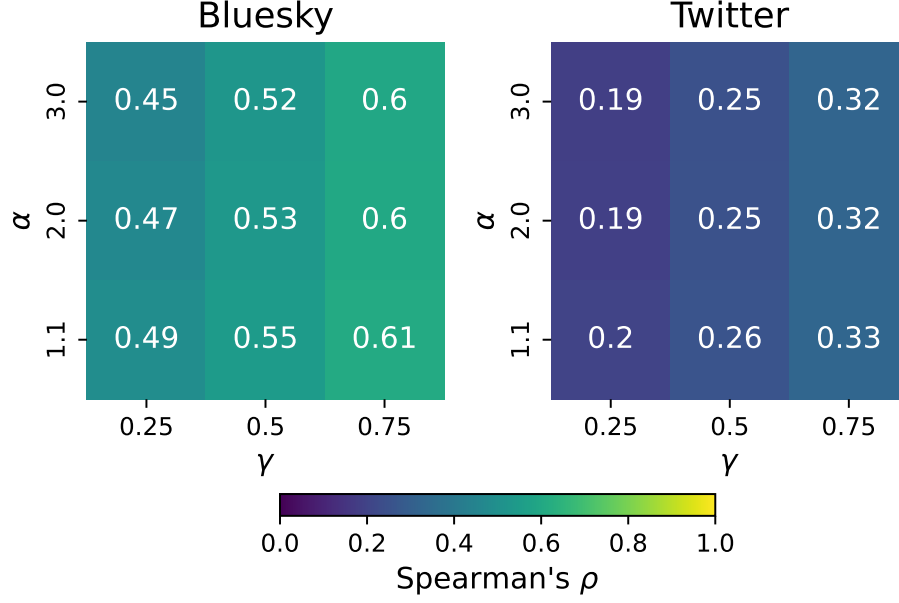 Bluesky
3.0 0.45 0.52 0.6
α 2.0 0.47 0.53 0.6
1.1 0.49 0.55 0.61
0.25 0.5 0.75
γ
Twitter
3.0 0.19 0.25 0.32
α 2.0 0.19 0.25 0.32
1.1 0.2 0.26 0.33
0.25 0.5 0.75
γ
0.0 0.2 0.4 0.6 0.8 1.0
Spearman's ρ